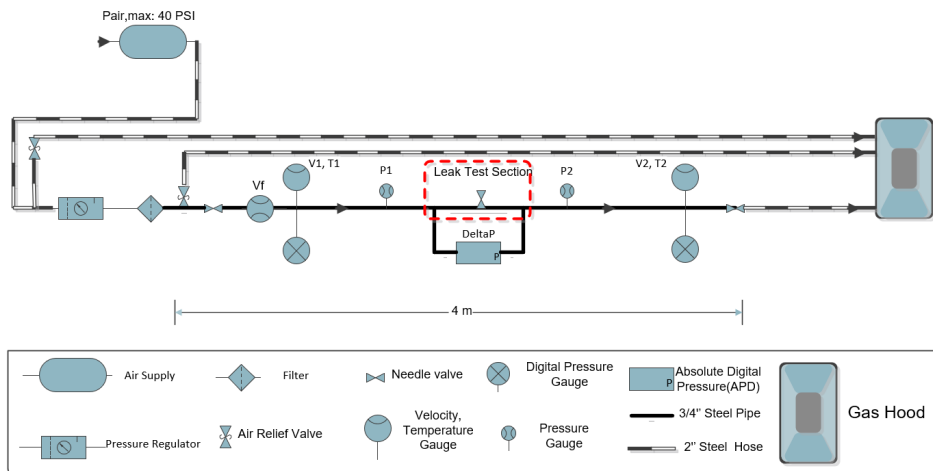 Pair,max: 40 PSI
V1, T1
P1
Leak Test Section
P2
V2, T2
Vf
DeltaP
P
4 m
Air Supply
Filter
Needle valve
Digital Pressure
Gauge
P
Absolute Digital
Pressure(APD)
3/4" Steel Pipe
Gas Hood
Pressure Regulator
Air Relief Valve
Velocity,
Temperature
Gauge
Pressure
Gauge
2" Steel Hose